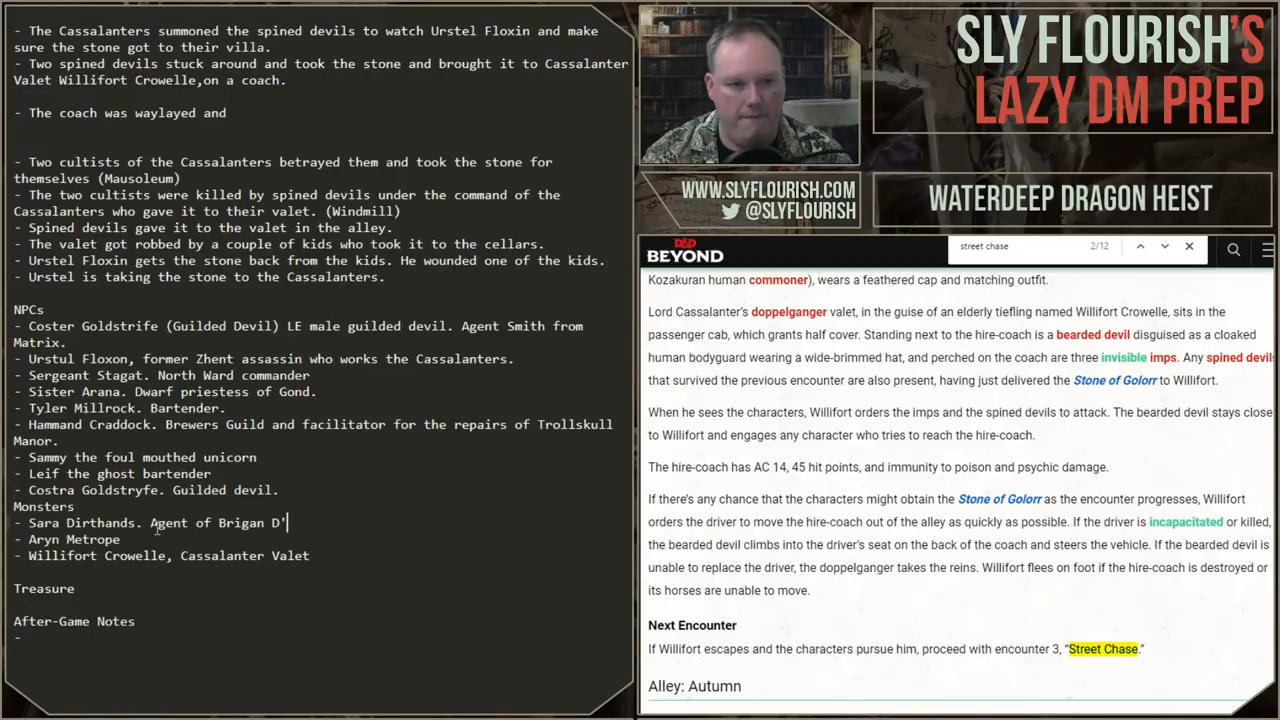 - The Cassalanters summoned the spined devils to watch Urstel Floxin and make
sure the stone got to their villa.
- Two spined devils stuck around and took the stone and brought it to Cassalanter
Valet Willifort Crowelle,on a coach.
- The coach was waylayed and
- Two cultists of the Cassalanters betrayed them and took the stone for
themselves (Mausoleum)
- The two cultists were killed by spined devils under the command of the
Cassalanters who gave it to their valet. (Windmill)
- Spined devils gave it to the valet in the alley.
- The valet got robbed by a couple of kids who took it to the cellars.
- Urstel Floxin gets the stone back from the kids. He wounded one of the kids.
- Urstel is taking the stone to the Cassalanters.
NPCs
- Coster Goldstrife (Guilded Devil) LE male guilded devil. Agent Smith from
Matrix.
- Urstul Floxon, former Zhent assassin who works the Cassalanters.
- Sergeant Stagat. North Ward commander
- Sister Arana. Dwarf priestess of Gond.
- Tyler Millrock. Bartender.
- Hammand Craddock. Brewers Guild and facilitator for the repairs of Trollskull
Manor.
- Sammy the foul mouthed unicorn
- Leif the ghost bartender
- Costra Goldstryfe. Guilded devil.
Monsters
- Sara Dirthands. Agent of Brigan D'
- Aryn Metrope
- Willifort Crowelle, Cassalanter Valet
Treasure
After-Game Notes
-
SLY FLOURISH'S
LAZY DM PREP
WWW.SLYFLOURISH.COM
@SLYFLOURISH
WATERDEEP DRAGON HEIST
D&D
BEYOND
street chase 2/12
Kozakuran human commoner), wears a feathered cap and matching outfit.
Lord Cassalanter's doppelganger valet, in the guise of an elderly tiefling named Willifort Crowelle, sits in the
passenger cab, which grants half cover. Standing next to the hire-coach is a bearded devil disguised as a cloaked
human bodyguard wearing a wide-brimmed hat, and perched on the coach are three invisible imps. Any spined devils
that survived the previous encounter are also present, having just delivered the Stone of Golorr to Willifort.
When he sees the characters, Willifort orders the imps and the spined devils to attack. The bearded devil stays close
to Willifort and engages any character who tries to reach the hire-coach.
The hire-coach has AC 14, 45 hit points, and immunity to poison and psychic damage.
If there's any chance that the characters might obtain the Stone of Golorr as the encounter progresses, Willifort
orders the driver to move the hire-coach out of the alley as quickly as possible. If the driver is incapacitated or killed,
the bearded devil climbs into the driver's seat on the back of the coach and steers the vehicle. If the bearded devil is
unable to replace the driver, the doppelganger takes the reins. Willifort flees on foot if the hire-coach is destroyed or
its horses are unable to move.
Next Encounter
If Willifort escapes and the characters pursue him, proceed with encounter 3, "Street Chase."
Alley: Autumn